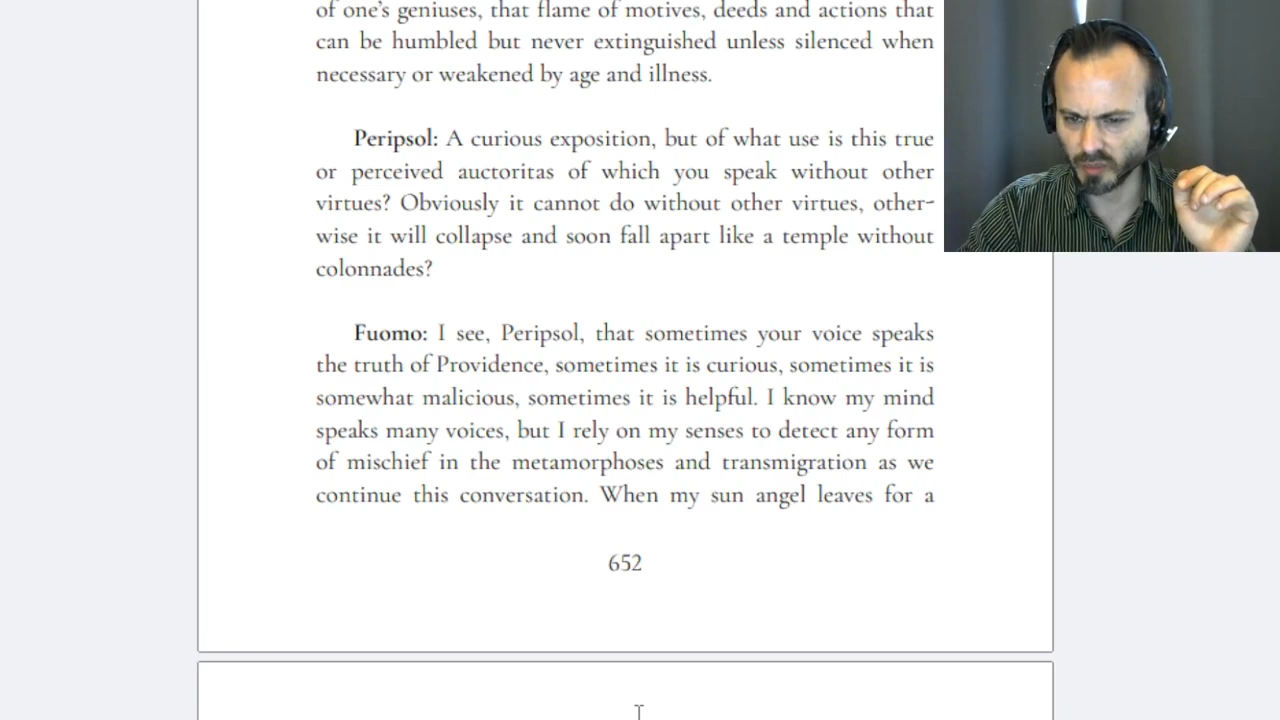 of one's geniuses, that flame of motives, deeds and actions that
can be humbled but never extinguished unless silenced when
necessary or weakened by age and illness.
Peripsol: A curious exposition, but of what use is this true
or perceived auctoritas of which you speak without other
virtues? Obviously it cannot do without other virtues, other-
wise it will collapse and soon fall apart like a temple without
colonnades?
Fuomo: I see, Peripsol, that sometimes your voice speaks
the truth of Providence, sometimes it is curious, sometimes it is
somewhat malicious, sometimes it is helpful. I know my mind
speaks many voices, but I rely on my senses to detect any form
of mischief in the metamorphoses and transmigration as we
continue this conversation. When my sun angel leaves for a
652